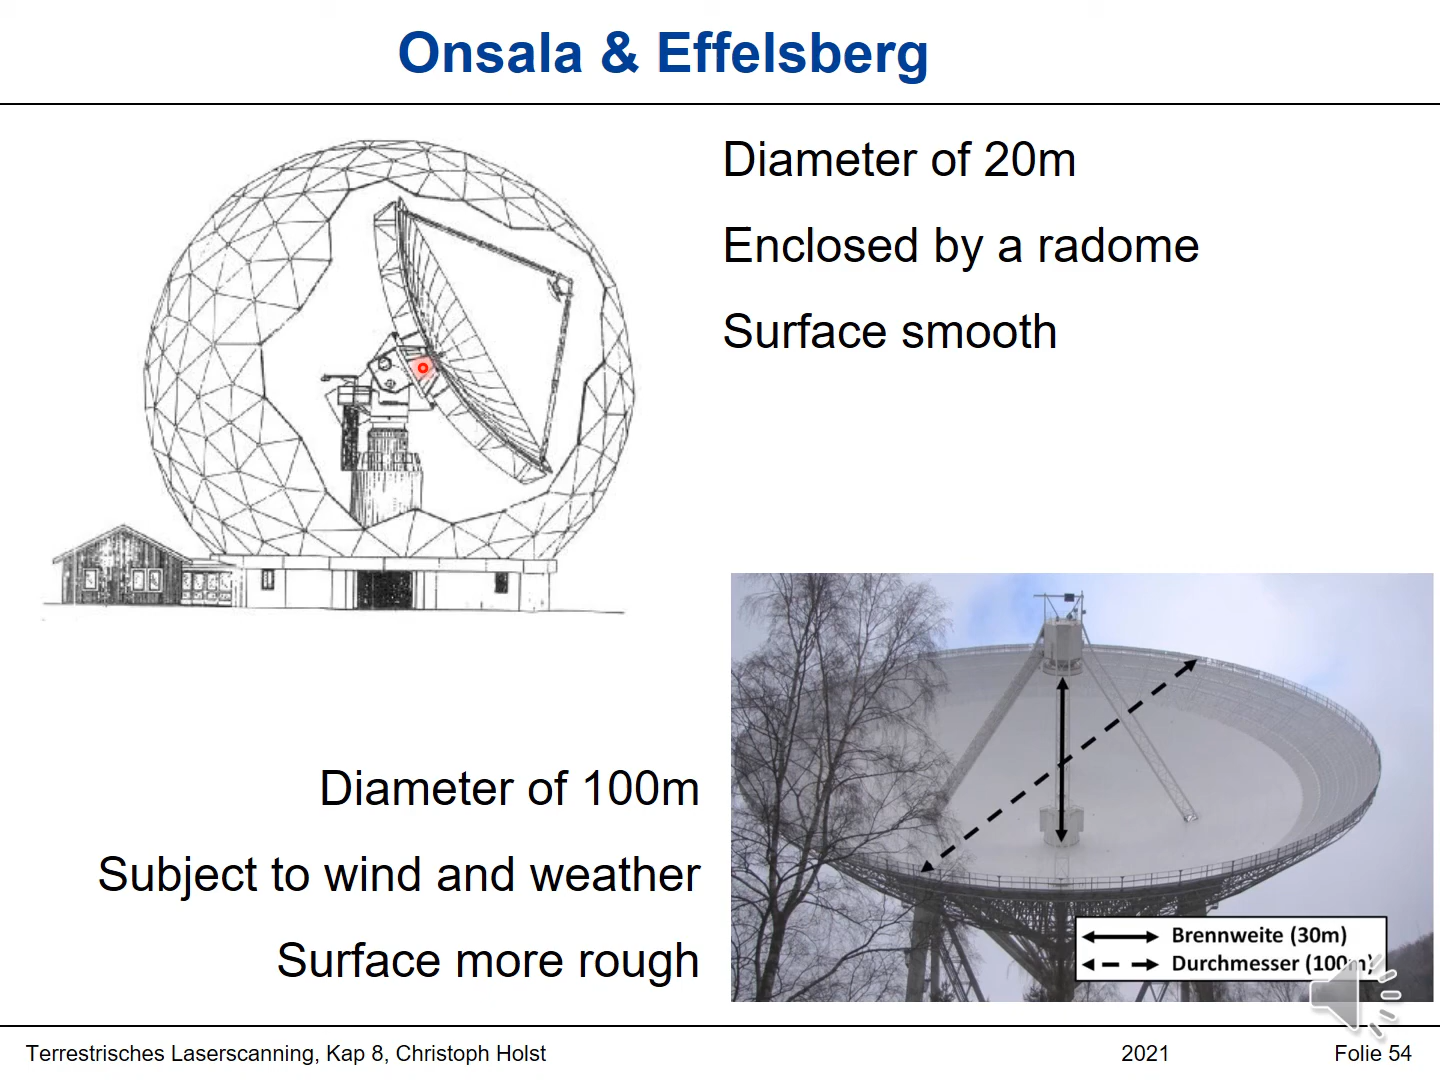 Onsala & Effelsberg
Diameter of 20m
Enclosed by a radome
Surface smooth
Diameter of 100m
Subject to wind and weather
Surface more rough
Brennweite (30m)
Durchmesser (100m)
Terrestrisches Laserscanning, Kap 8, Christoph Holst
2021
Folie 54